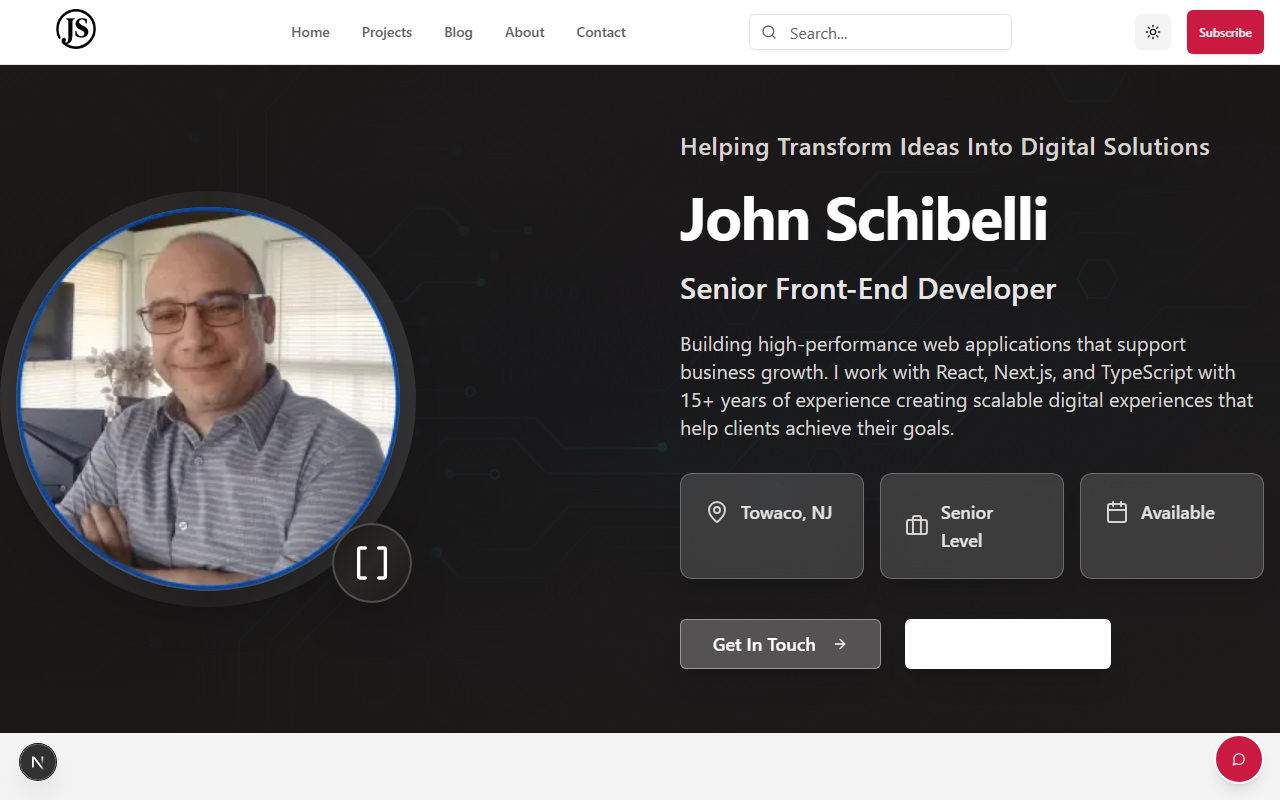 JS
Home
Projects
Blog
About
Contact
Search...
Subscribe
Helping Transform Ideas Into Digital Solutions
John Schibelli
Senior Front-End Developer
Building high-performance web applications that support
business growth. I work with React, Next.js, and TypeScript with
15+ years of experience creating scalable digital experiences that
help clients achieve their goals.
Towaco, NJ
Senior
Level
Available
[ ]
Get In Touch
N